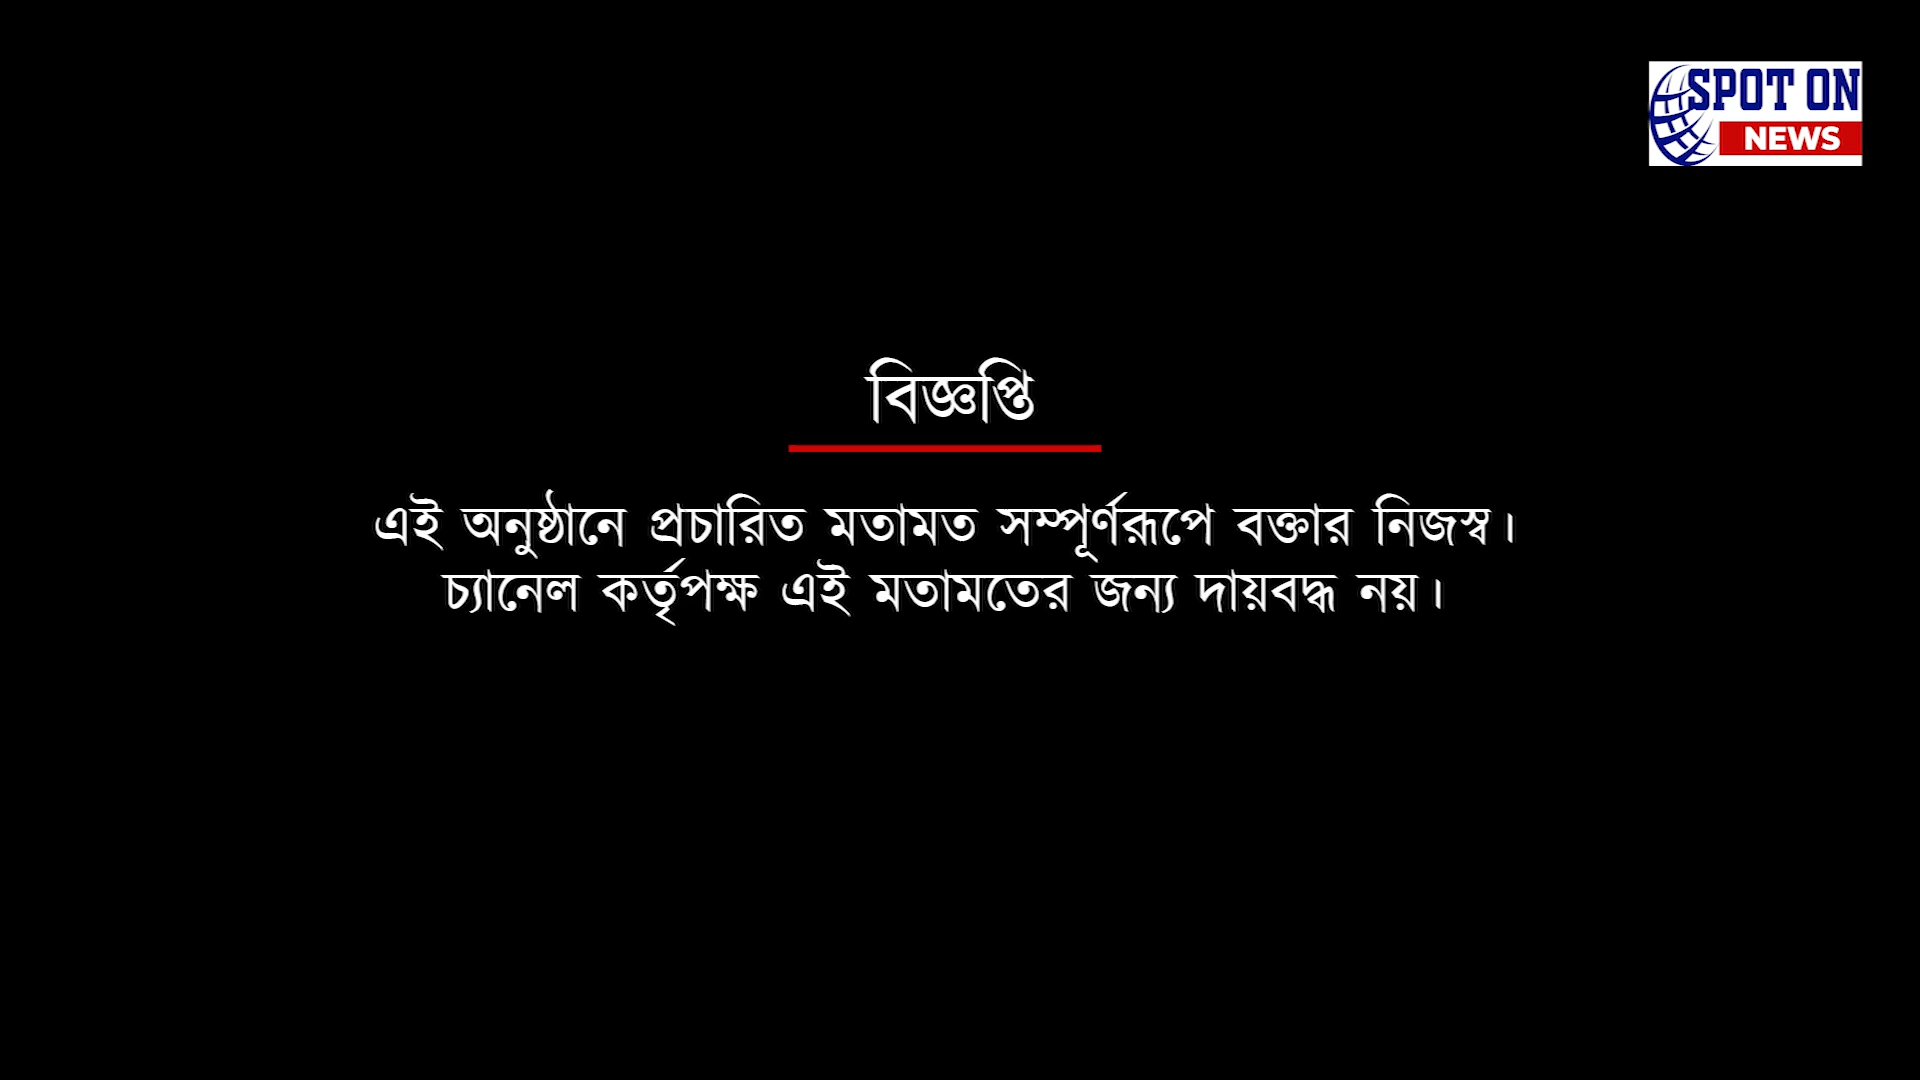 SPOT ON
NEWS
বিজ্ঞপ্তি
এই অনুষ্ঠানে প্রচারিত মতামত সম্পূর্ণরূপে বক্তার নিজস্ব।
চ্যানেল কর্তৃপক্ষ এই মতামতের জন্য দায়বদ্ধ নয়।